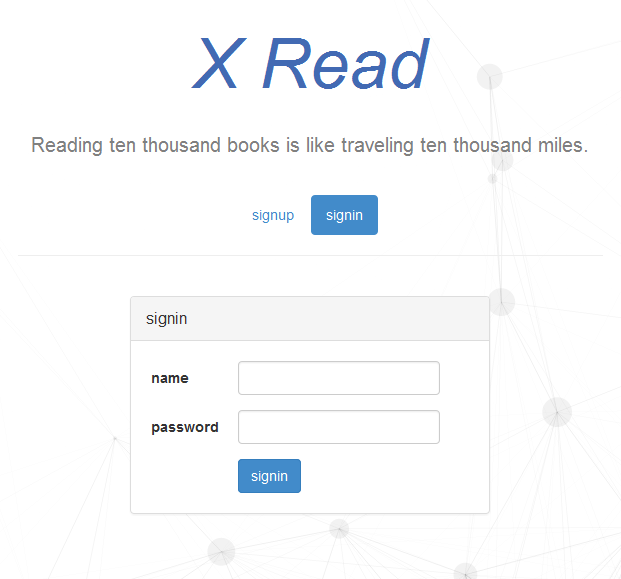 X Read
Reading ten thousand books is like traveling ten thousand miles.
signup signin
signin
name
password
signin